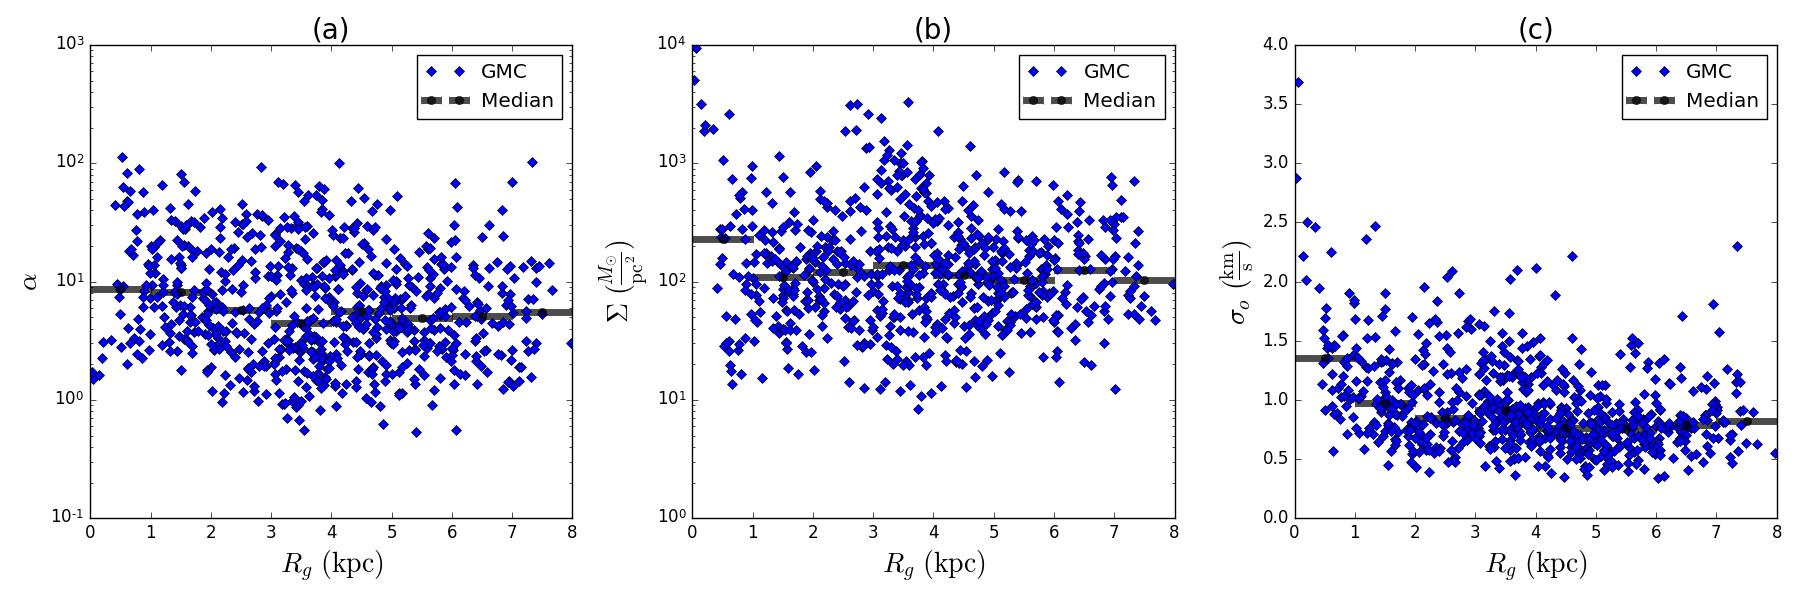 (a)
10³
10²
10¹
10⁰
10⁻¹
α
0 1 2 3 4 5 6 7 8
R_g (kpc)
GMC
Median
(b)
10⁴
10³
10²
10¹
10⁰
Σ (M⊙/pc²)
0 1 2 3 4 5 6 7 8
R_g (kpc)
GMC
Median
(c)
4.0
3.5
3.0
2.5
2.0
1.5
1.0
0.5
0.0
σ_o (km/s)
0 1 2 3 4 5 6 7 8
R_g (kpc)
GMC
Median